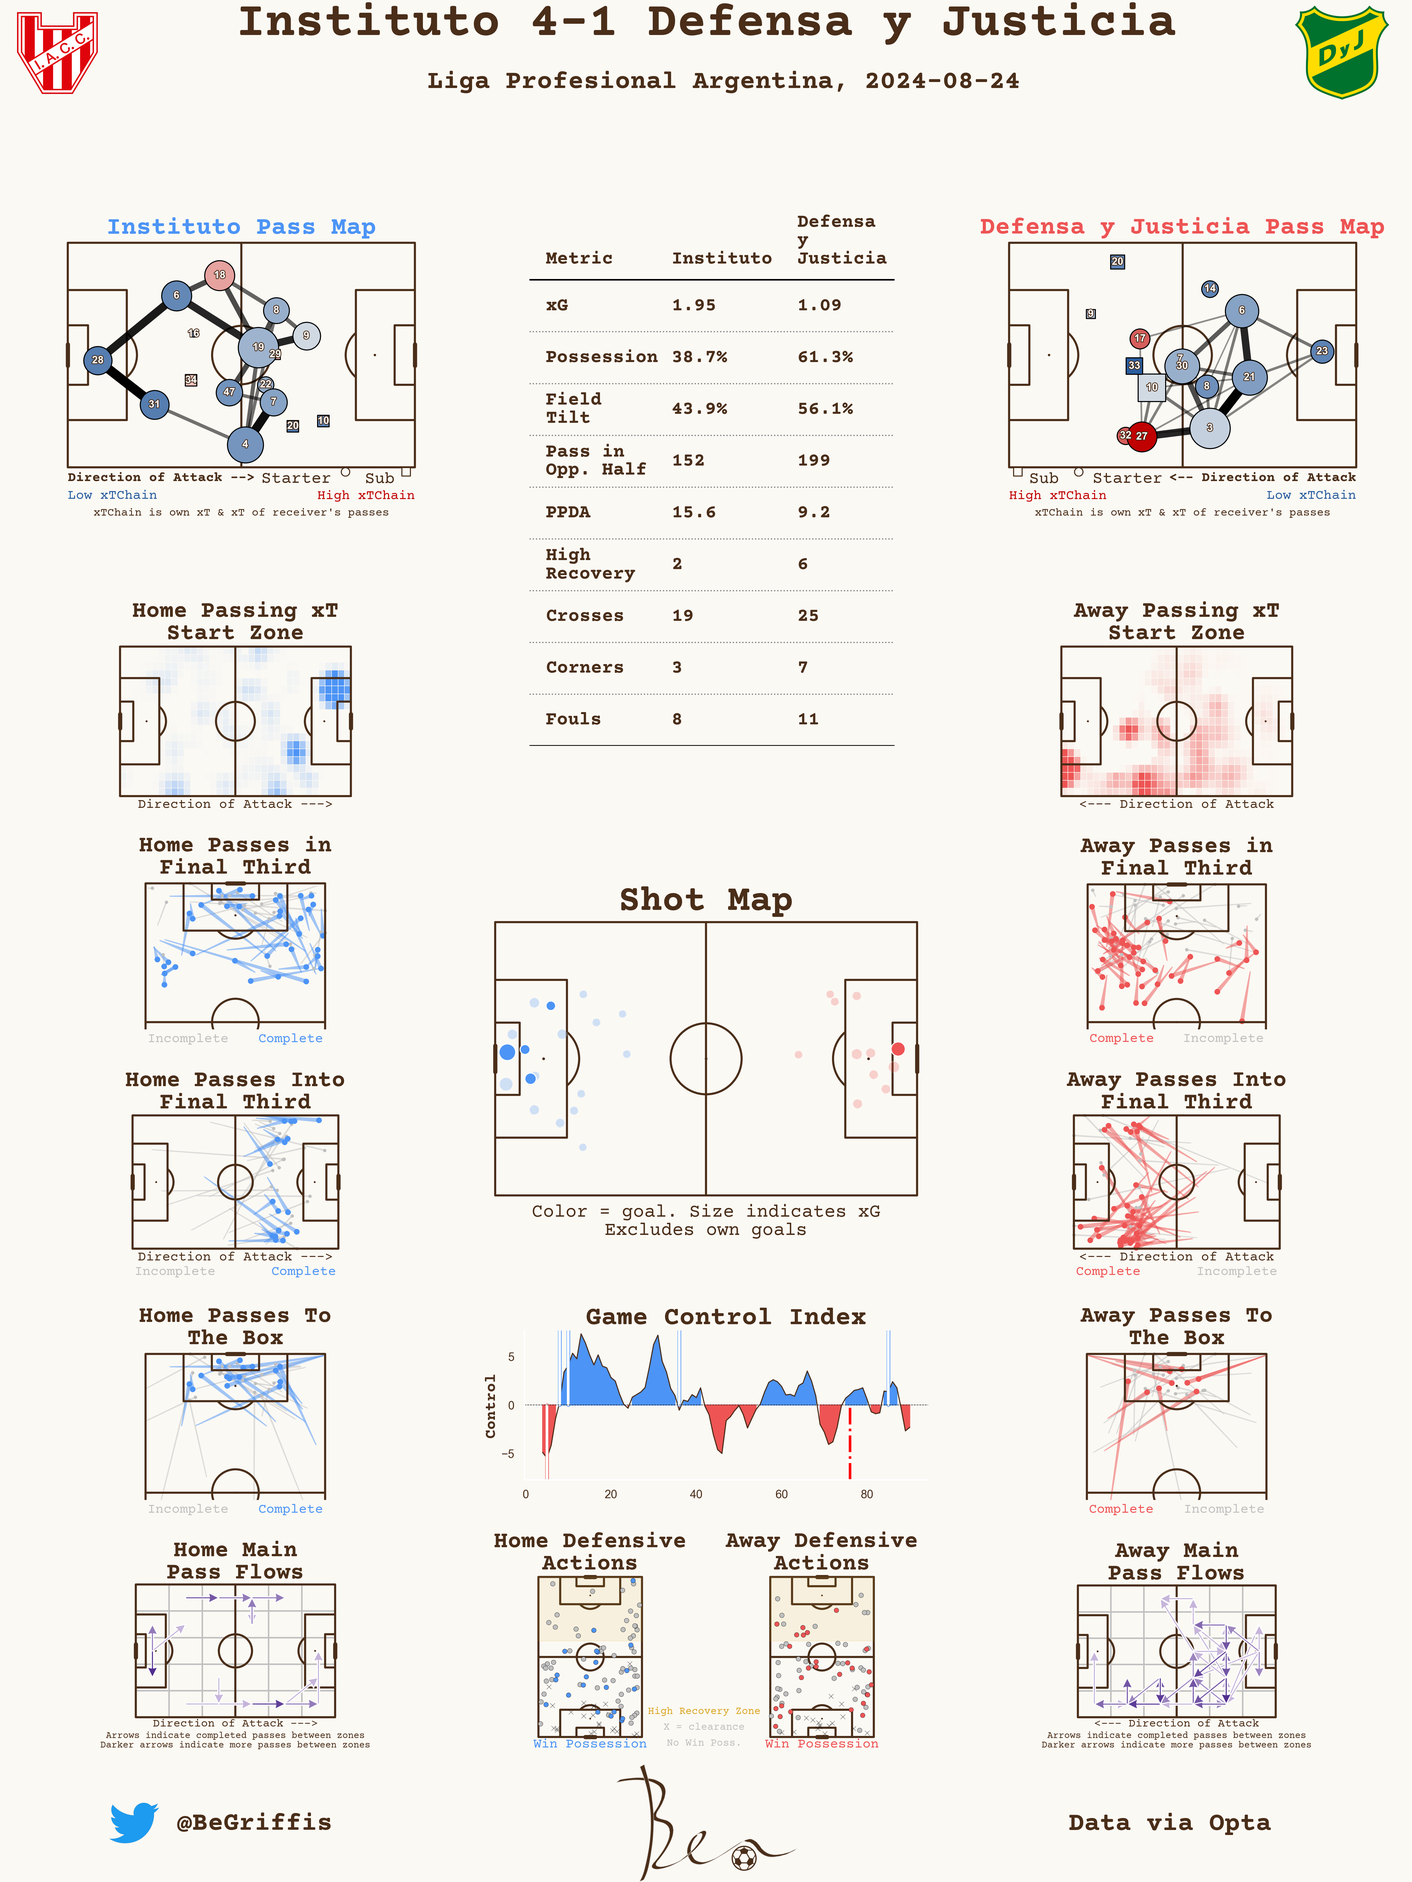 Instituto 4-1 Defensa y Justicia
Liga Profesional Argentina, 2024-08-24
I.A.C.C.
DyJ
Instituto Pass Map
18
6
8
16
9
19
29
28
34
22
47
7
31
10
20
4
Direction of Attack --> Starter Sub
Low xTChain High xTChain
xTChain is own xT & xT of receiver's passes
Metric Instituto Defensa
y
Justicia
xG 1.95 1.09
Possession 38.7% 61.3%
Field
Tilt 43.9% 56.1%
Pass in
Opp. Half 152 199
PPDA 15.6 9.2
High
Recovery 2 6
Crosses 19 25
Corners 3 7
Fouls 8 11
Defensa y Justicia Pass Map
20
14
9
6
17
23
7
33
30
21
10
8
3
32
27
Sub Starter <-- Direction of Attack
High xTChain Low xTChain
xTChain is own xT & xT of receiver's passes
Home Passing xT
Start Zone
Direction of Attack --->
Away Passing xT
Start Zone
<--- Direction of Attack
Home Passes in
Final Third
Incomplete Complete
Away Passes in
Final Third
Complete Incomplete
Shot Map
Color = goal. Size indicates xG
Excludes own goals
Home Passes Into
Final Third
Direction of Attack --->
Incomplete Complete
Away Passes Into
Final Third
<--- Direction of Attack
Complete Incomplete
Home Passes To
The Box
Incomplete Complete
Game Control Index
Control
5
0
−5
0 20 40 60 80
Away Passes To
The Box
Complete Incomplete
Home Main
Pass Flows
Direction of Attack --->
Arrows indicate completed passes between zones
Darker arrows indicate more passes between zones
Home Defensive
Actions
Win Possession
Away Defensive
Actions
Win Possession
High Recovery Zone
X = clearance
No Win Poss.
Away Main
Pass Flows
<--- Direction of Attack
Arrows indicate completed passes between zones
Darker arrows indicate more passes between zones
@BeGriffis
Ben
Data via Opta